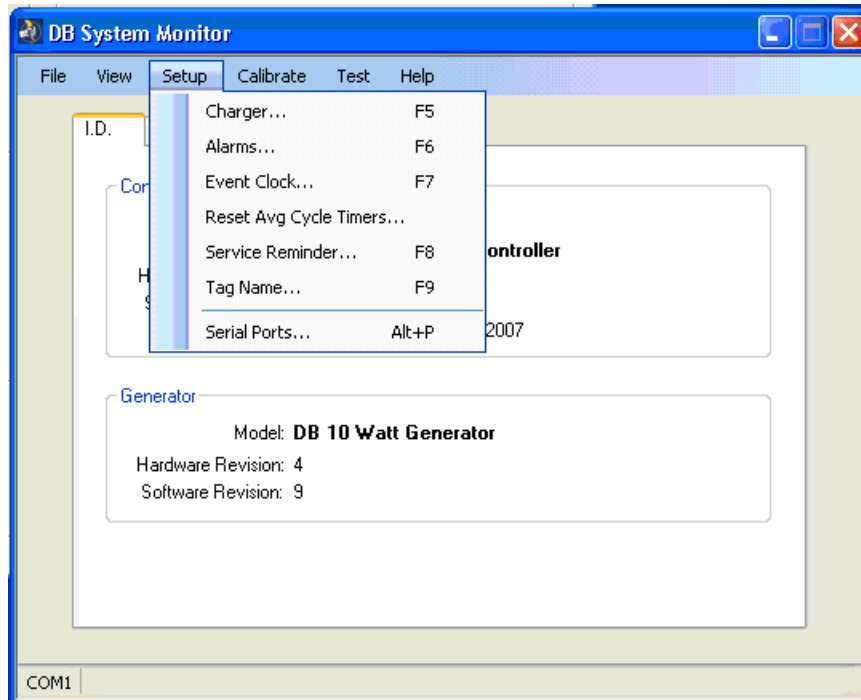 DB System Monitor
File View Setup Calibrate Test Help
Charger... F5
Alarms... F6
Event Clock... F7
Reset Avg Cycle Timers...
Service Reminder... F8
Tag Name... F9
Serial Ports... Alt+P
I.D.
Con
ontroller
H
S
2007
Generator
Model: DB 10 Watt Generator
Hardware Revision: 4
Software Revision: 9
COM1